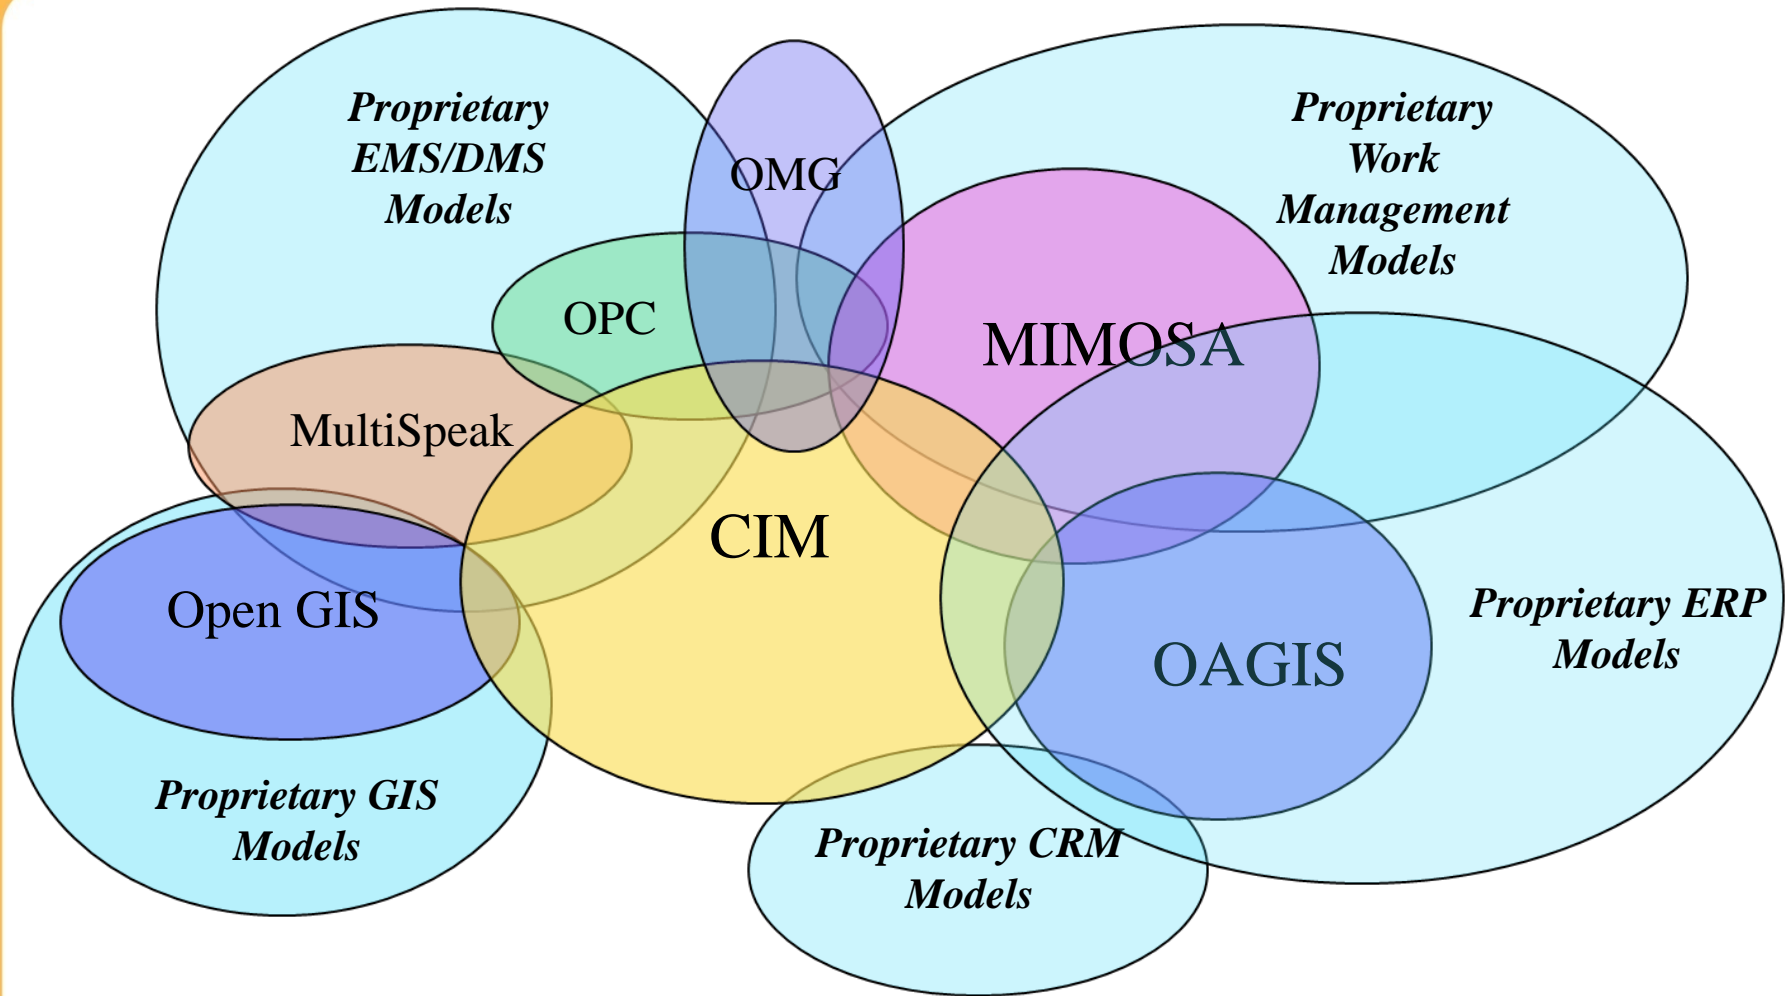 Proprietary
EMS/DMS
Models
OMG
Proprietary
Work
Management
Models
OPC
MIMOSA
MultiSpeak
CIM
Open GIS
OAGIS
Proprietary ERP
Models
Proprietary GIS
Models
Proprietary CRM
Models